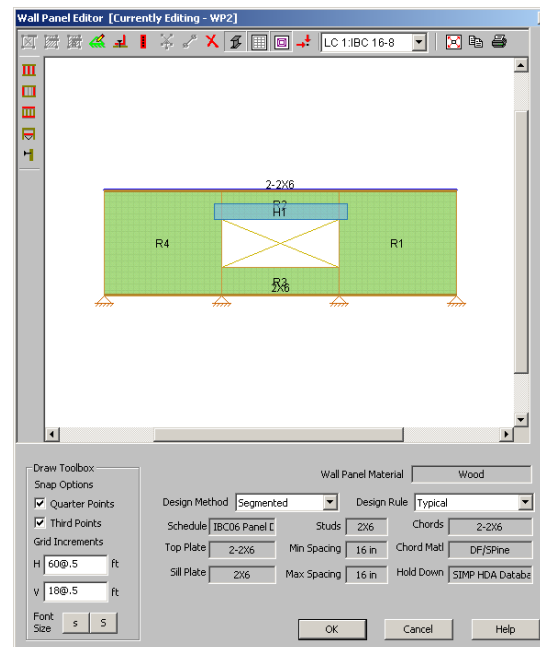 Wall Panel Editor [Currently Editing - WP2]
LC 1:IBC 16-8
2-2X6
H1
R4
R1
2X6
Draw Toolbox
Snap Options
Quarter Points
Third Points
Grid Increments
H 60@.5 ft
V 18@.5 ft
Font Size s S
Wall Panel Material Wood
Design Method Segmented Design Rule Typical
Schedule IBC06 Panel D Studs 2X6 Chords 2-2X6
Top Plate 2-2X6 Min Spacing 16 in Chord Matl DF/SPine
Sill Plate 2X6 Max Spacing 16 in Hold Down SIMP HDA Databa
OK Cancel Help